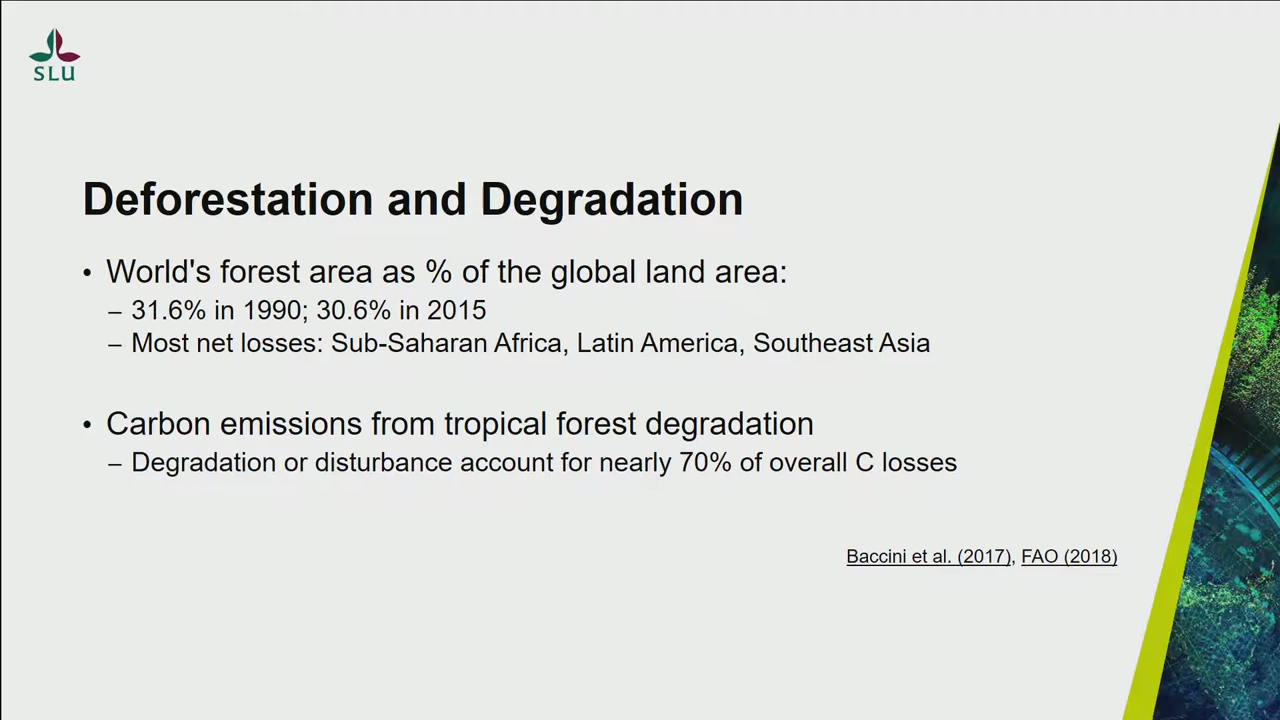 SLU
Deforestation and Degradation
• World's forest area as % of the global land area:
– 31.6% in 1990; 30.6% in 2015
– Most net losses: Sub-Saharan Africa, Latin America, Southeast Asia
• Carbon emissions from tropical forest degradation
– Degradation or disturbance account for nearly 70% of overall C losses
Baccini et al. (2017), FAO (2018)